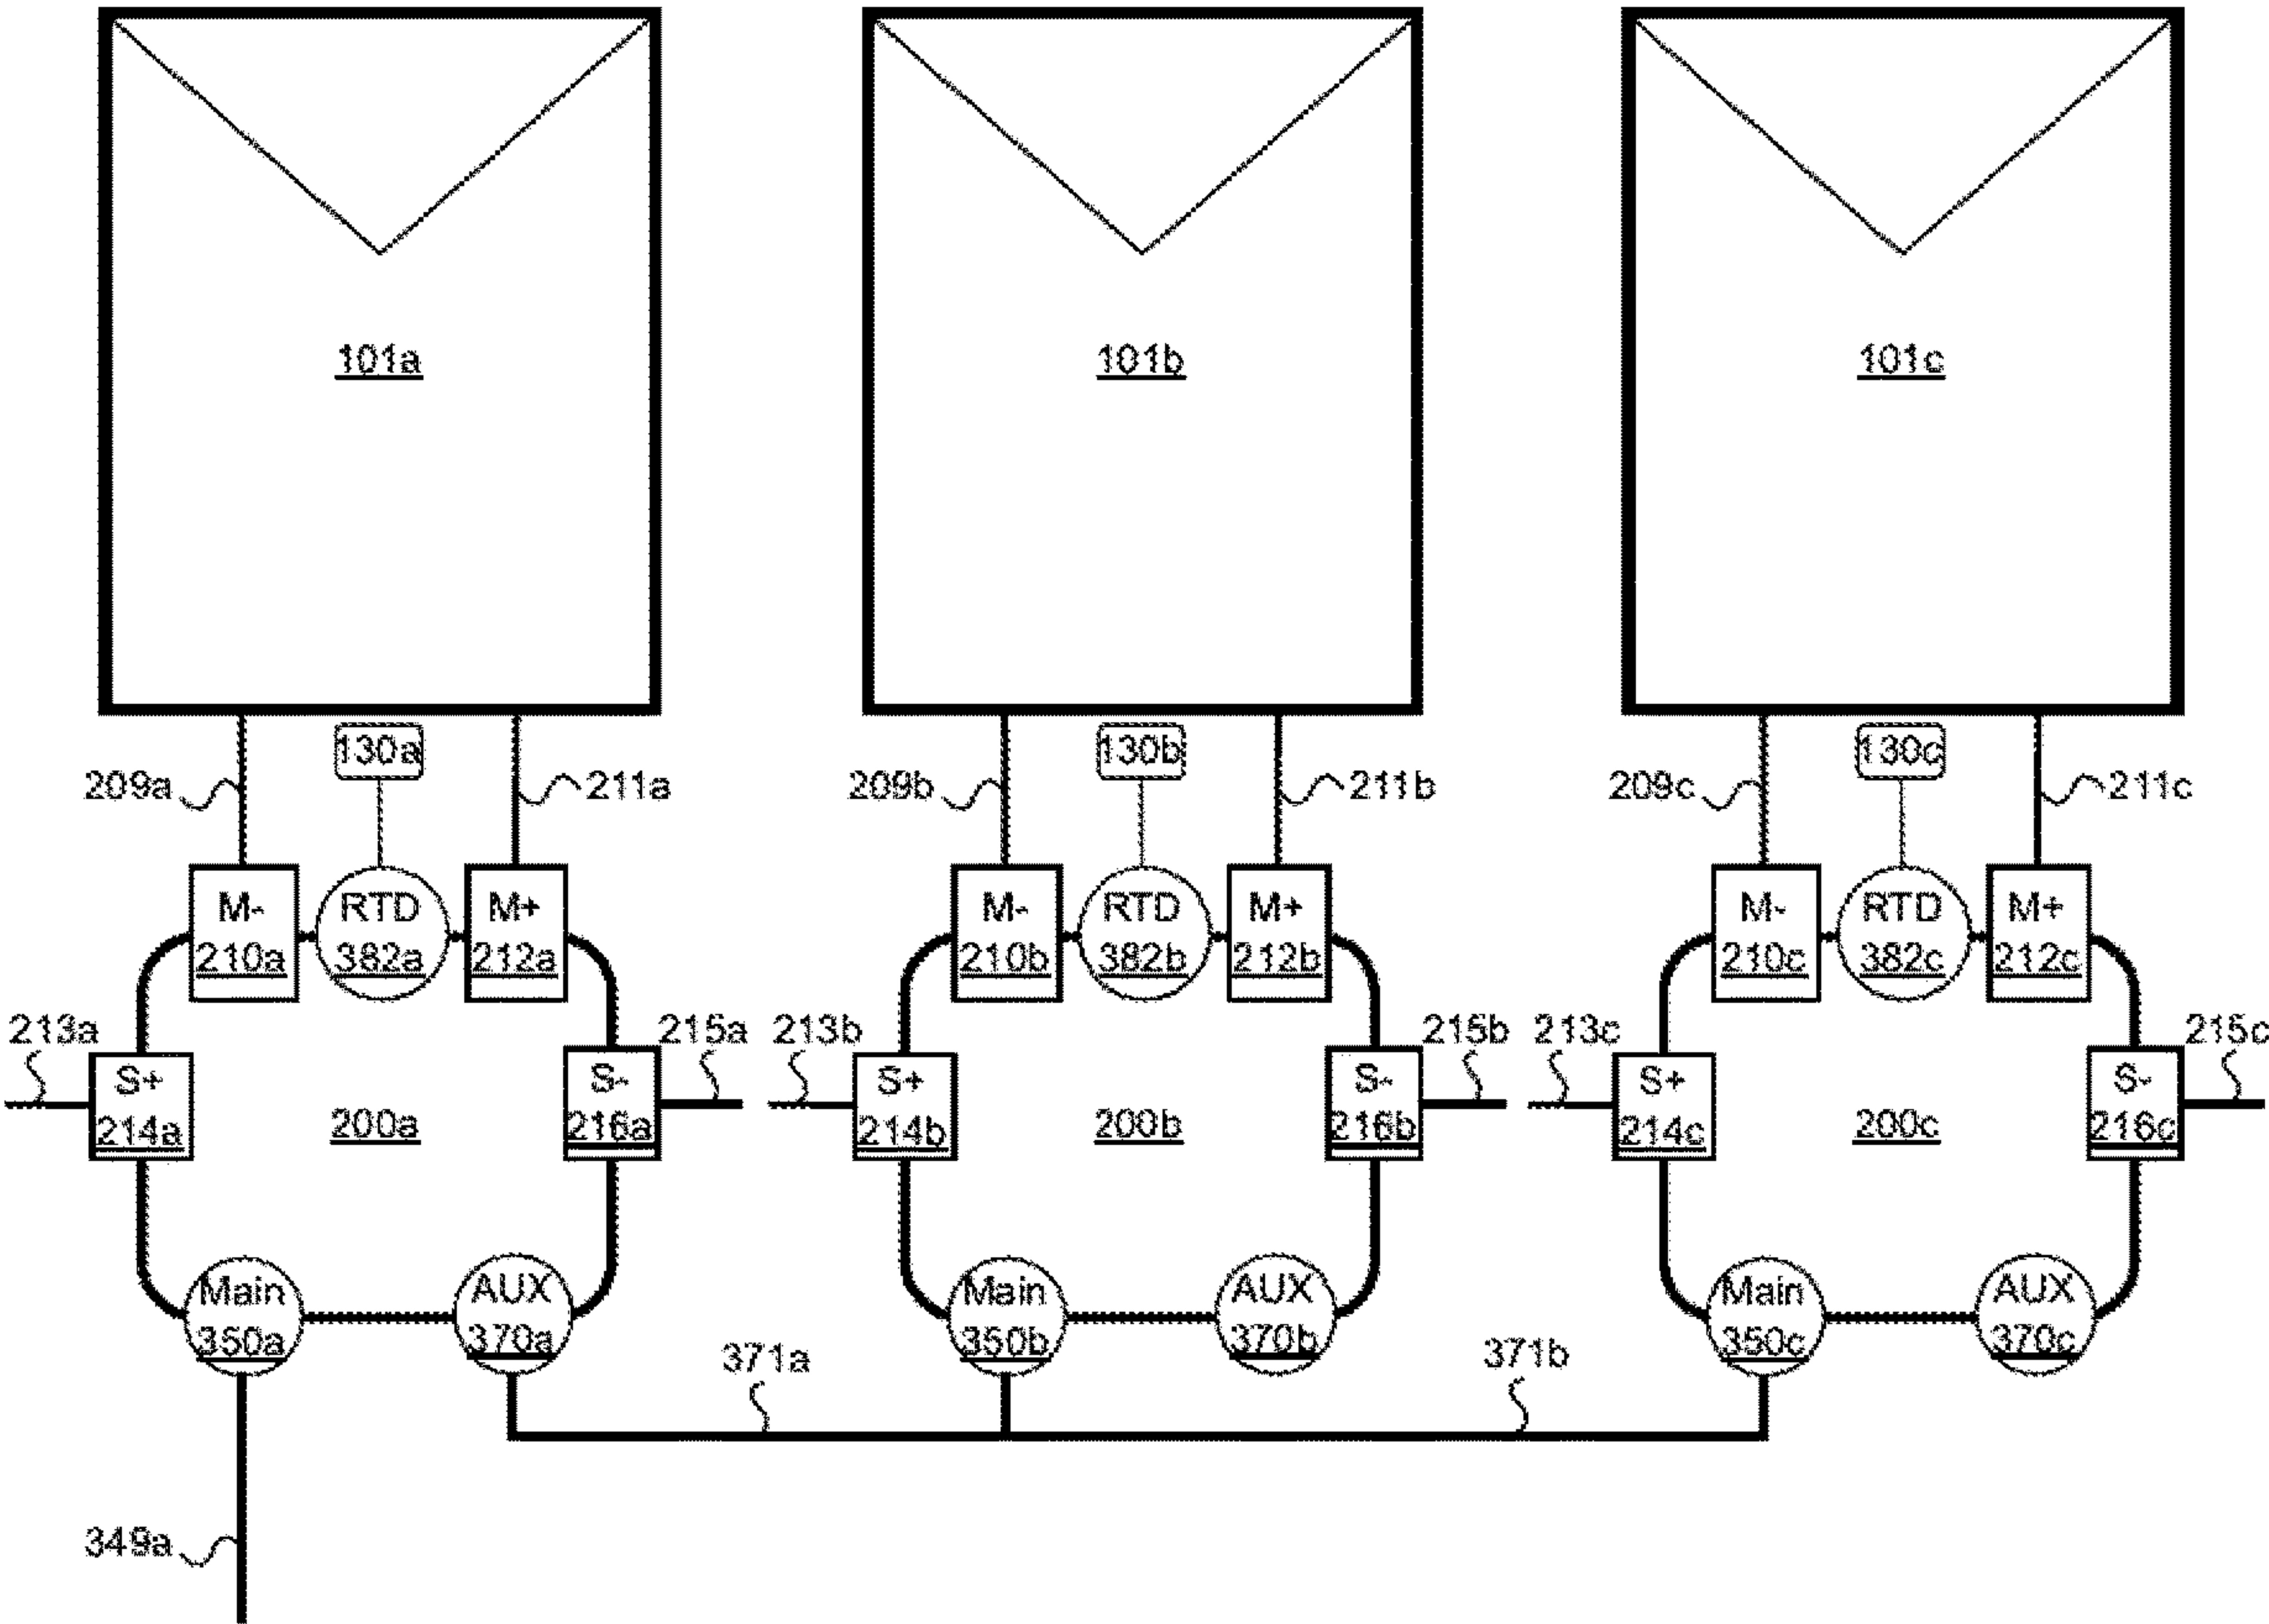 101a 101b 101c
130a 130b 130c
209a 211a 209b 211b 209c 211c
M- RTD M+ M- RTD M+ M- RTD M+
210a 382a 212a 210b 382b 212b 210c 382c 212c
213a 215a 213b 215b 213c 215c
S+ S- S+ S- S+ S-
214a 200a 216a 214b 200b 216b 214c 200c 216c
Main AUX Main AUX Main AUX
350a 370a 350b 370b 350c 370c
371a 371b
349a